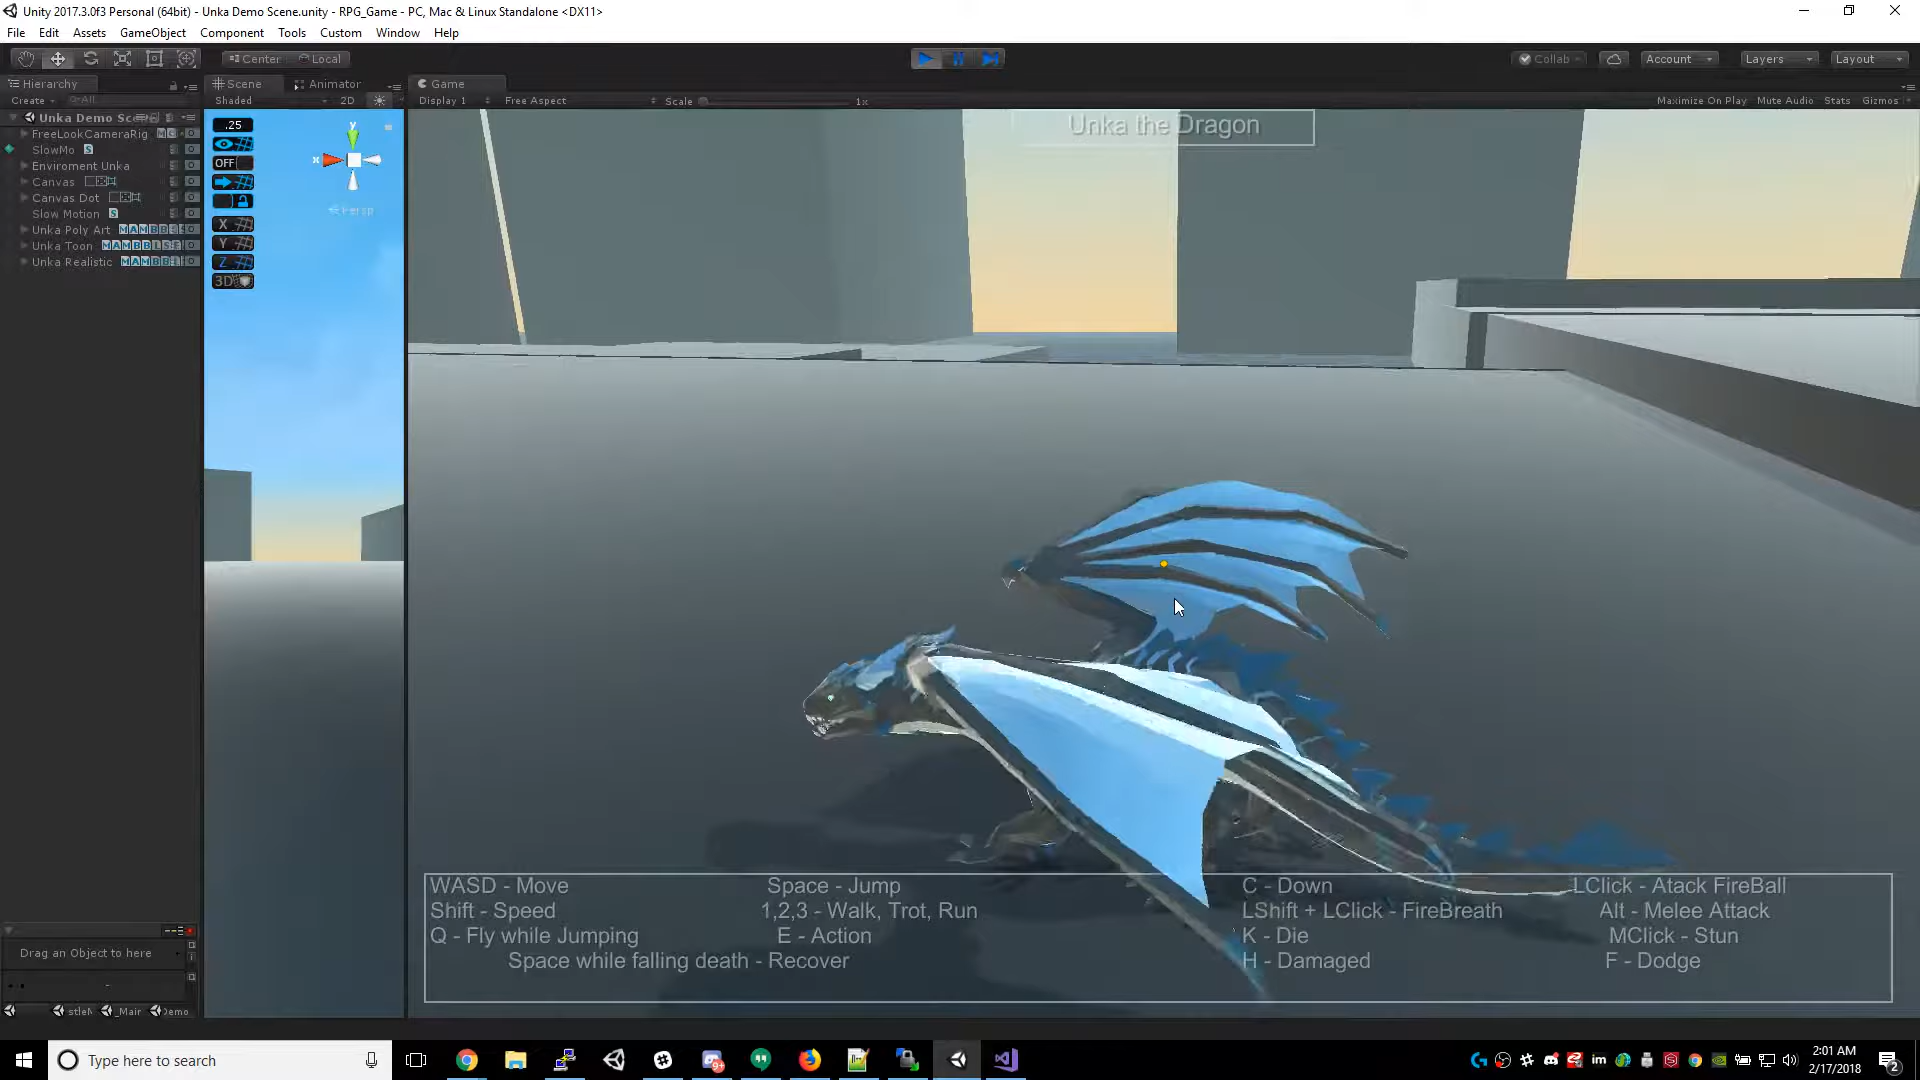 Unity 2017.3.0f3 Personal (64bit) - Unka Demo Scene.unity - RPG_Game - PC, Mac & Linux Standalone <DX11>
File Edit Assets GameObject Component Tools Custom Window Help
Center Local Collab Account Layers Layout
Hierarchy Scene Animator Game
Create All Shaded 2D Display 1 Free Aspect Scale 1x Maximize On Play Mute Audio Stats Gizmos
Unka Demo Sce
FreeLookCameraRig
SlowMo
Enviroment Unka
Canvas
Canvas Dot
Slow Motion
Unka Poly Art
Unka Toon
Unka Realistic
.25
OFF
X
Y
Z
3D
y
x
Persp
Unka the Dragon
WASD - Move Space - Jump C - Down LClick - Atack FireBall
Shift - Speed 1,2,3 - Walk, Trot, Run LShift + LClick - FireBreath Alt - Melee Attack
Q - Fly while Jumping E - Action K - Die MClick - Stun
Space while falling death - Recover H - Damaged F - Dodge
Drag an Object to here
stleM _Mair Demo
Type here to search
2:01 AM
2/17/2018